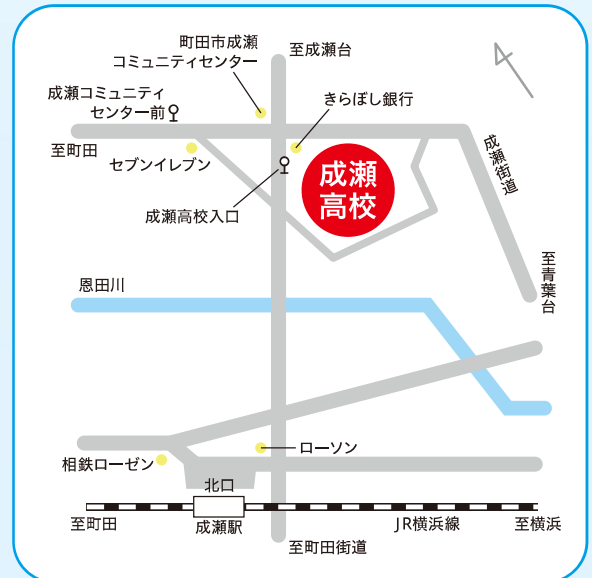 町田市成瀬
コミュニティセンター
至成瀬台
成瀬コミュニティ
センター前
きらぼし銀行
至町田
セブンイレブン
成瀬街道
成瀬
高校
成瀬高校入口
至青葉台
恩田川
ローソン
相鉄ローゼン
北口
至町田
成瀬駅
JR横浜線
至横浜
至町田街道